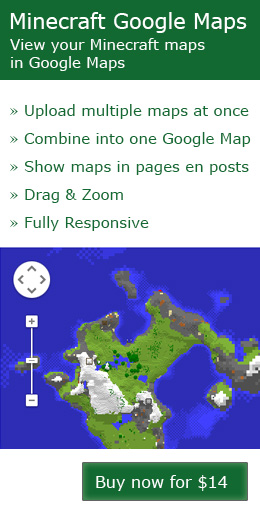 Minecraft Google Maps
View your Minecraft maps
in Google Maps
» Upload multiple maps at once
» Combine into one Google Map
» Show maps in pages en posts
» Drag & Zoom
» Fully Responsive
Buy now for $14